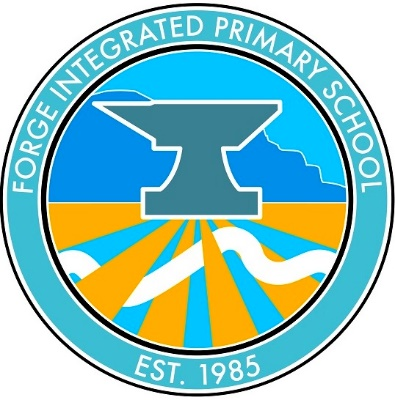 FORGE INTEGRATED PRIMARY SCHOOL
EST. 1985